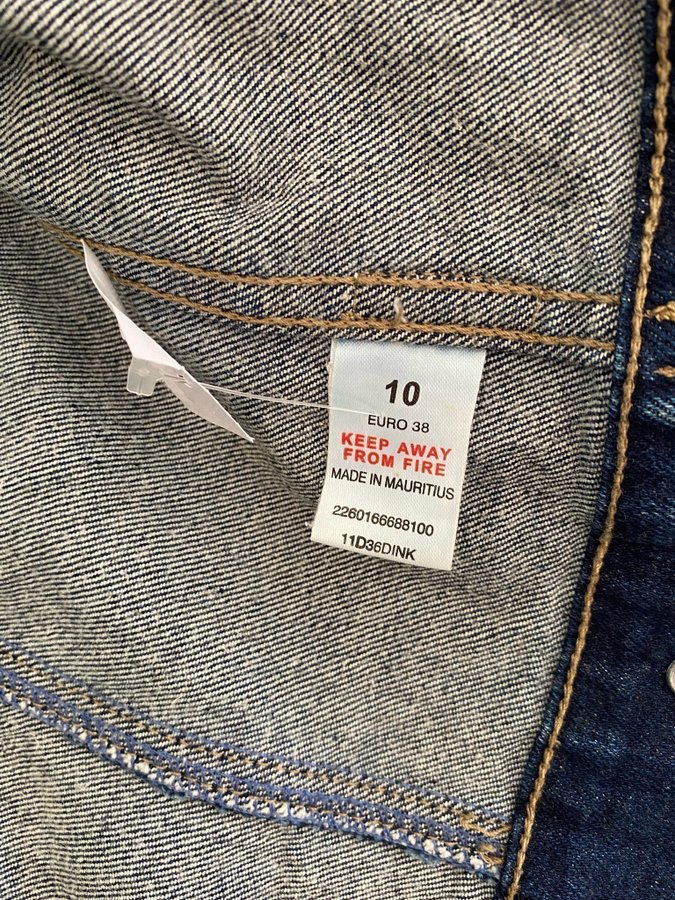 10
EURO 38
KEEP AWAY
FROM FIRE
MADE IN MAURITIUS
2260166688100
11D36DINK